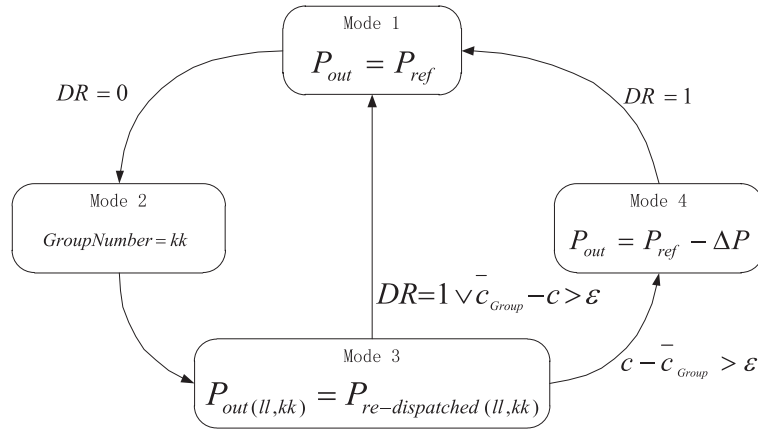 Mode 1
P_out = P_ref
DR = 0
DR = 1
Mode 2
GroupNumber = kk
Mode 4
P_out = P_ref − ΔP
DR=1 ∨ c̄_Group − c > ε
Mode 3
P_out(ll,kk) = P_re−dispatched(ll,kk)
c − c̄_Group > ε